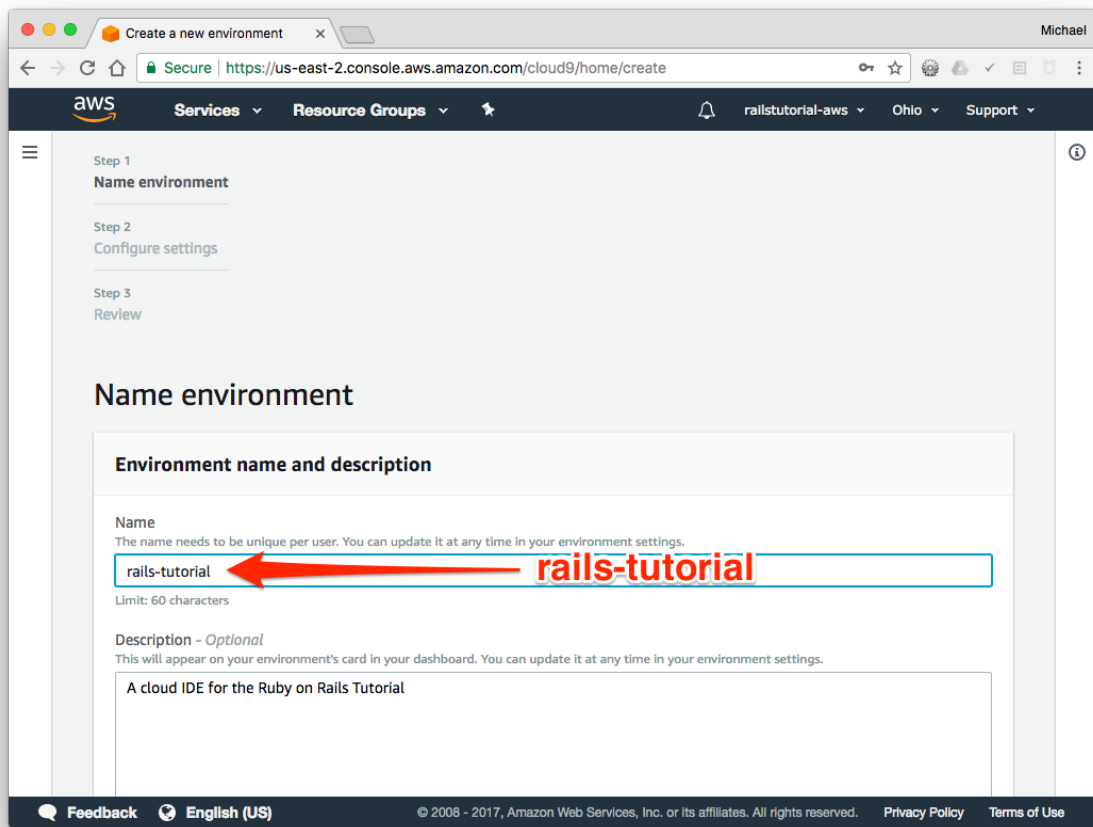 Create a new environment
Michael
Secure https://us-east-2.console.aws.amazon.com/cloud9/home/create
aws Services Resource Groups railstutorial-aws Ohio Support
Step 1
Name environment
Step 2
Configure settings
Step 3
Review
Name environment
Environment name and description
Name
The name needs to be unique per user. You can update it at any time in your environment settings.
rails-tutorial rails-tutorial
Limit: 60 characters
Description - Optional
This will appear on your environment's card in your dashboard. You can update it at any time in your environment settings.
A cloud IDE for the Ruby on Rails Tutorial
Feedback English (US) © 2008 - 2017, Amazon Web Services, Inc. or its affiliates. All rights reserved. Privacy Policy Terms of Use